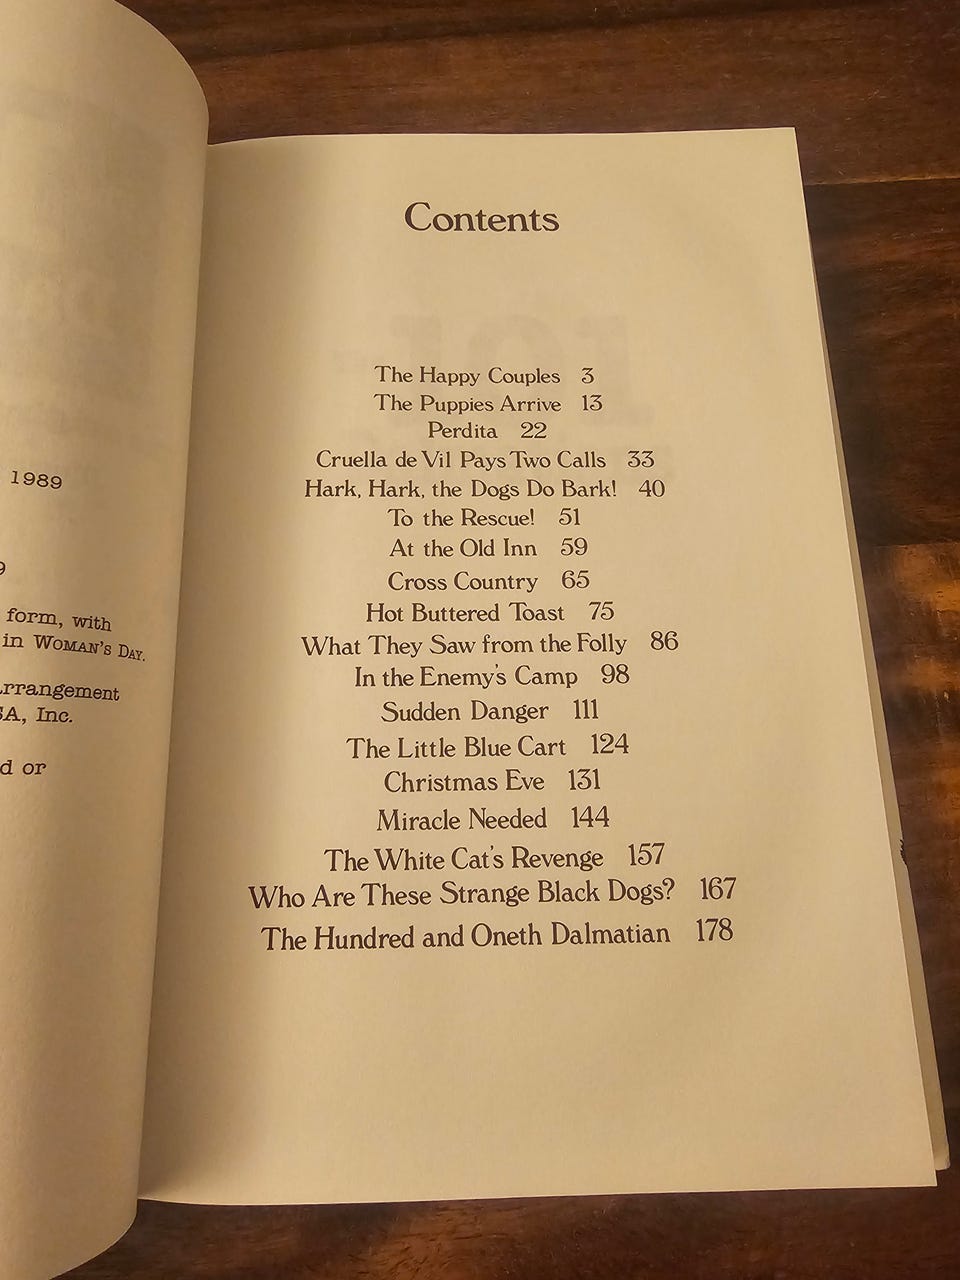 1989
9
form, with
in WOMAN'S DAY.
arrangement
SA, Inc.
d or
Contents
The Happy Couples 3
The Puppies Arrive 13
Perdita 22
Cruella de Vil Pays Two Calls 33
Hark, Hark, the Dogs Do Bark! 40
To the Rescue! 51
At the Old Inn 59
Cross Country 65
Hot Buttered Toast 75
What They Saw from the Folly 86
In the Enemy's Camp 98
Sudden Danger 111
The Little Blue Cart 124
Christmas Eve 131
Miracle Needed 144
The White Cat's Revenge 157
Who Are These Strange Black Dogs? 167
The Hundred and Oneth Dalmatian 178